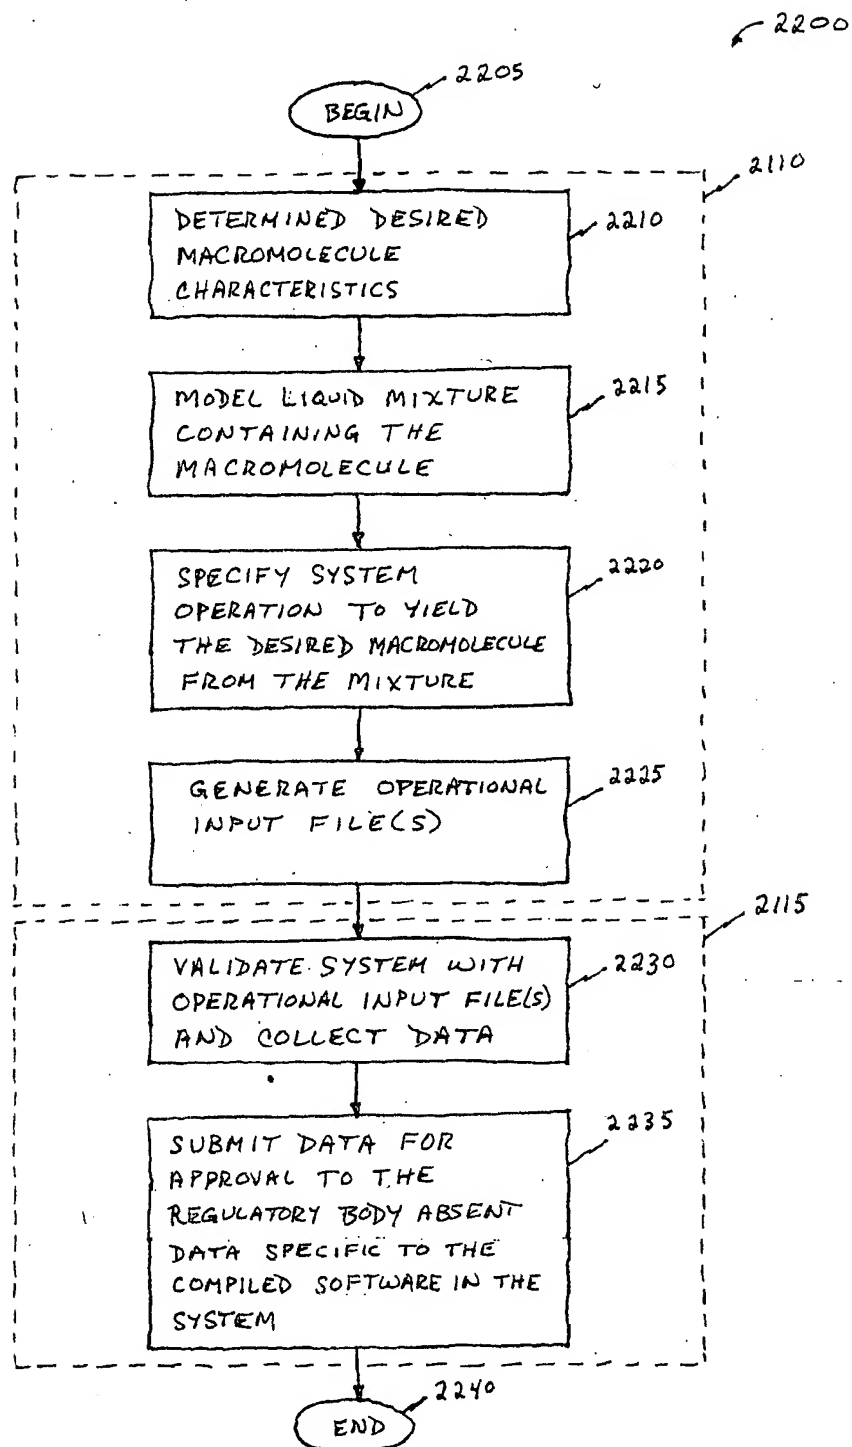 2200
2205
BEGIN
2110
DETERMINED DESIRED
MACROMOLECULE
CHARACTERISTICS
2210
MODEL LIQUID MIXTURE
CONTAINING THE
MACROMOLECULE
2215
SPECIFY SYSTEM
OPERATION TO YIELD
THE DESIRED MACROMOLECULE
FROM THE MIXTURE
2220
GENERATE OPERATIONAL
INPUT FILE(S)
2225
2115
VALIDATE SYSTEM WITH
OPERATIONAL INPUT FILE(S)
AND COLLECT DATA
2230
SUBMIT DATA FOR
APPROVAL TO THE
REGULATORY BODY ABSENT
DATA SPECIFIC TO THE
COMPILED SOFTWARE IN THE
SYSTEM
2235
2240
END